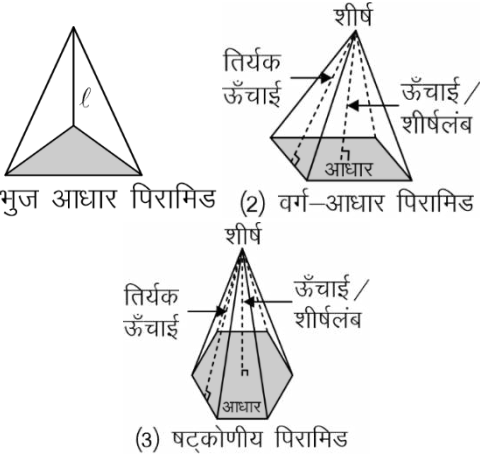 ℓ
भुज आधार पिरामिड
शीर्ष
तिर्यक
ऊँचाई
ऊँचाई/
शीर्षलंब
आधार
(2) वर्ग–आधार पिरामिड
शीर्ष
तिर्यक
ऊँचाई
ऊँचाई/
शीर्षलंब
आधार
(3) षट्कोणीय पिरामिड